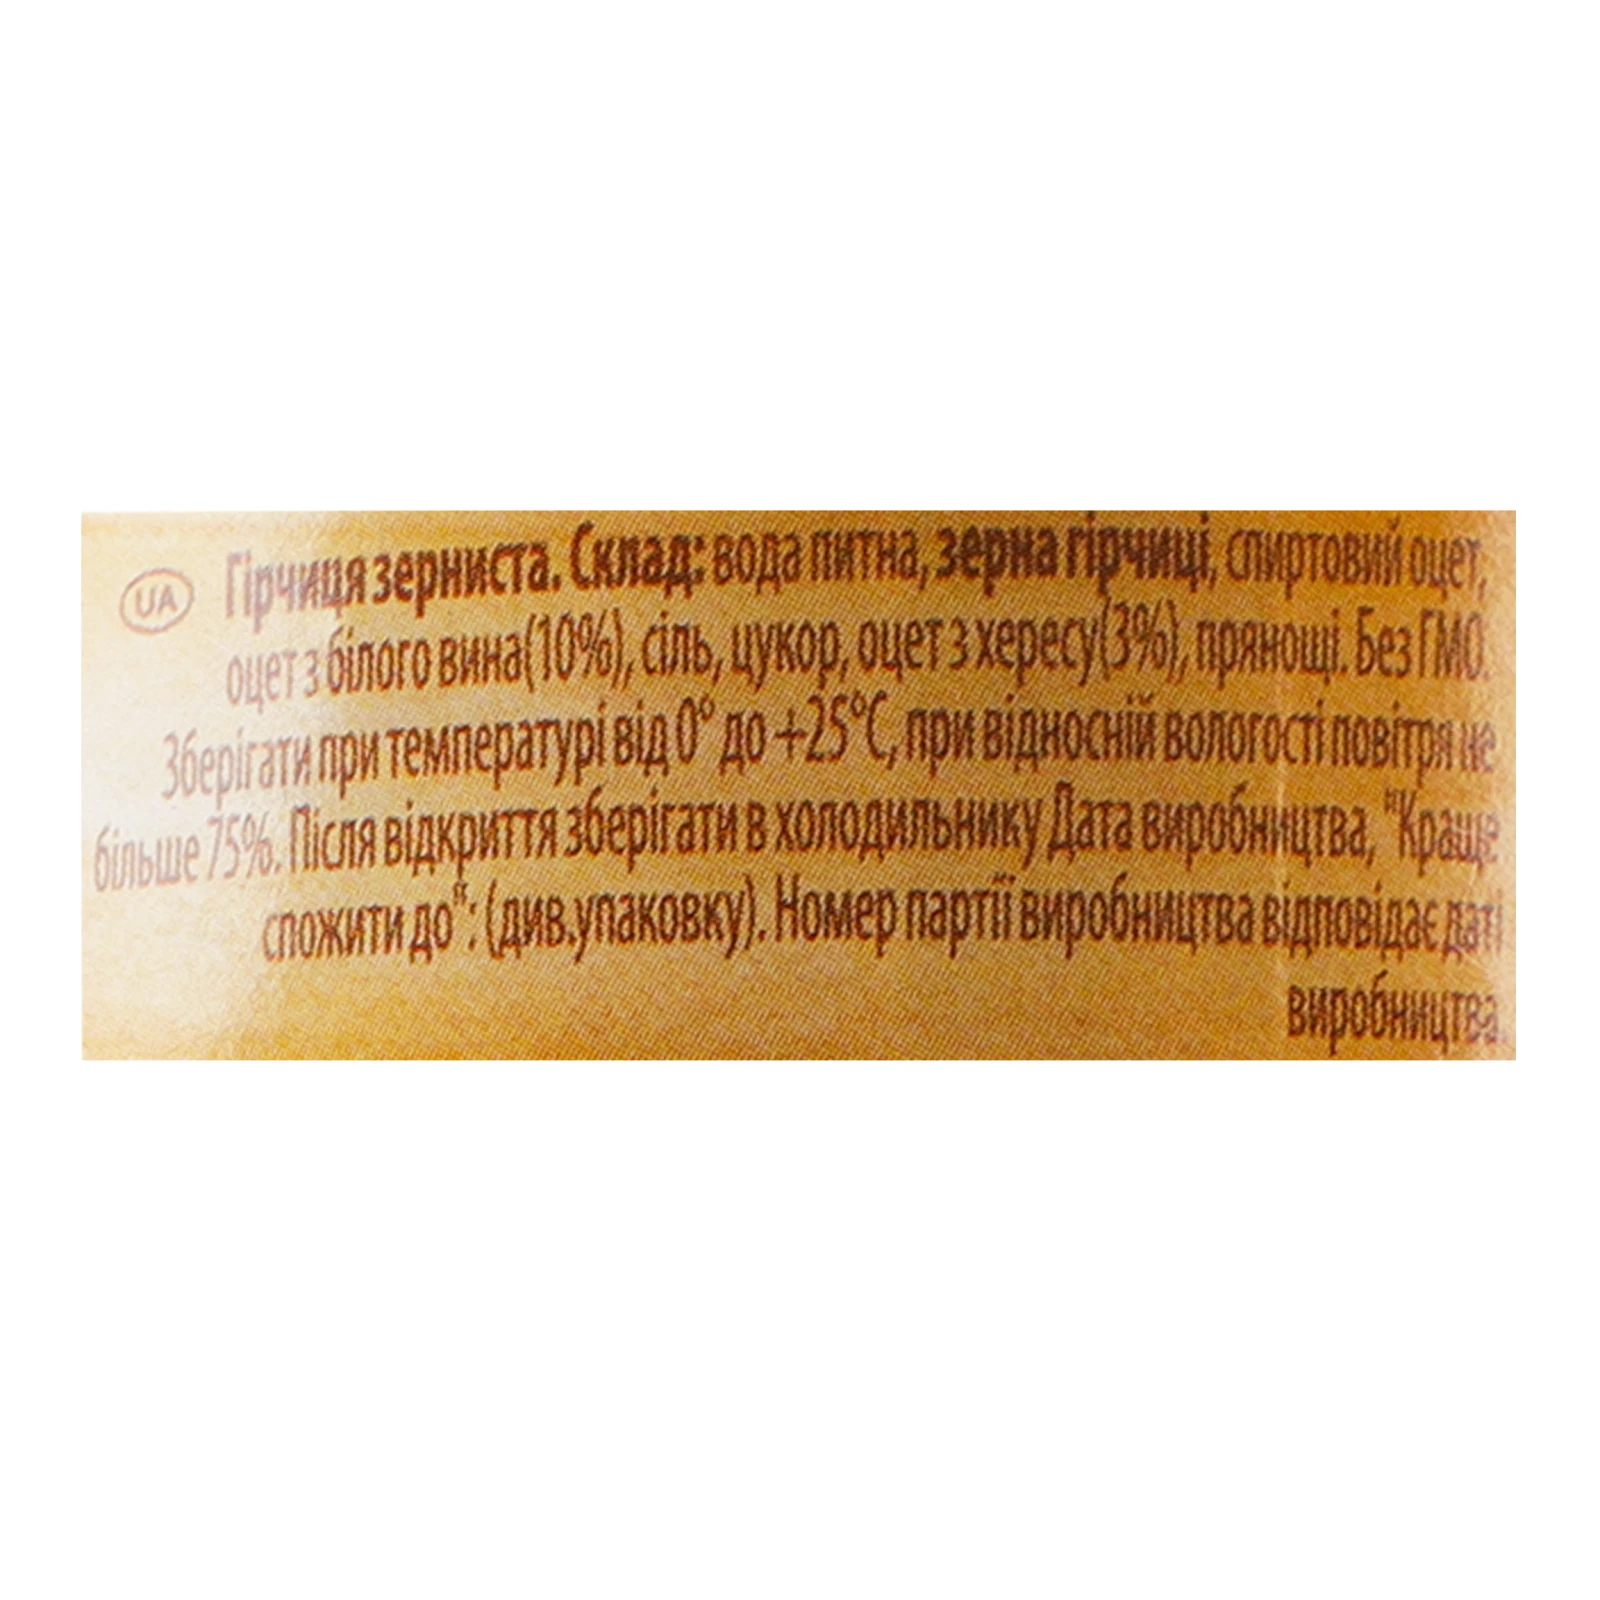 UA Гірчиця зерниста. Склад: вода питна, зерна гірчиці, спиртовий оцет,
оцет з білого вина(10%), сіль, цукор, оцет з хересу(3%), прянощі. Без ГМО.
Зберігати при температурі від 0° до +25°С, при відносній вологості повітря не
більше 75%. Після відкриття зберігати в холодильнику Дата виробництва, "Краще
спожити до": (див.упаковку). Номер партії виробництва відповідає даті
виробництва.